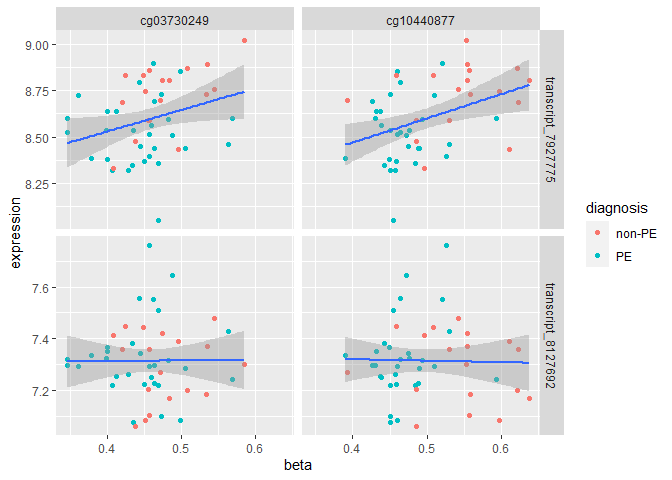 cg03730249
cg10440877
9.00
8.75
8.50
8.25
transcript_7927775
expression
7.6
7.4
7.2
transcript_8127692
0.4
0.5
0.6
0.4
0.5
0.6
beta
diagnosis
non-PE
PE